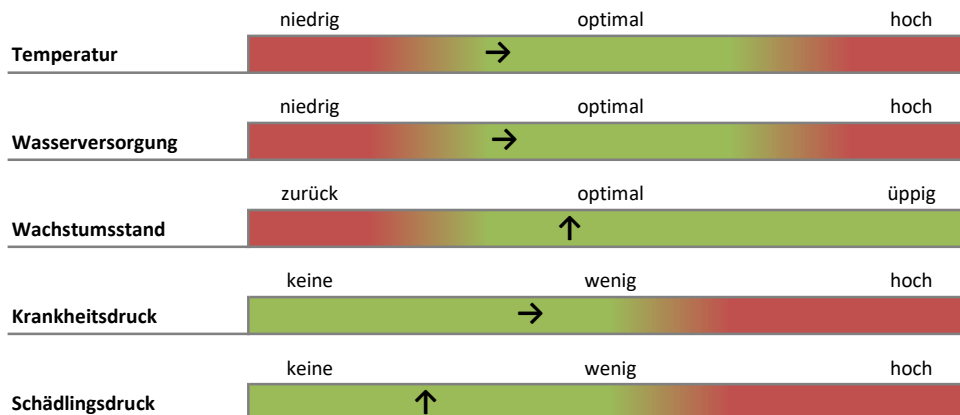 niedrig optimal hoch
Temperatur →
niedrig optimal hoch
Wasserversorgung →
zurück optimal üppig
Wachstumsstand ↑
keine wenig hoch
Krankheitsdruck →
keine wenig hoch
Schädlingsdruck ↑